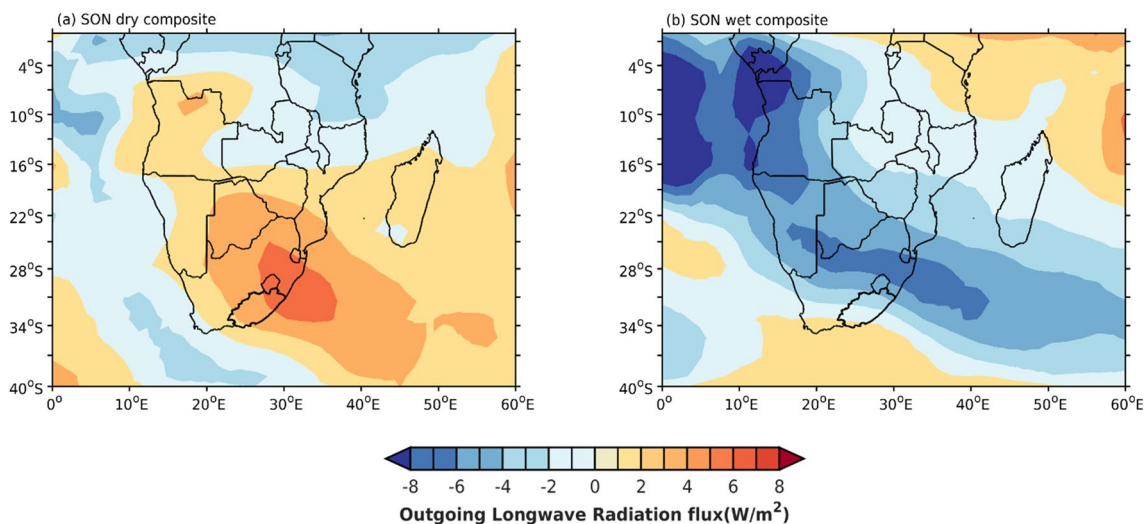 (a) SON dry composite
(b) SON wet composite
4°S
10°S
16°S
22°S
28°S
34°S
40°S
0° 10°E 20°E 30°E 40°E 50°E 60°E
4°S
10°S
16°S
22°S
28°S
34°S
40°S
0° 10°E 20°E 30°E 40°E 50°E 60°E
-8 -6 -4 -2 0 2 4 6 8
Outgoing Longwave Radiation flux(W/m²)